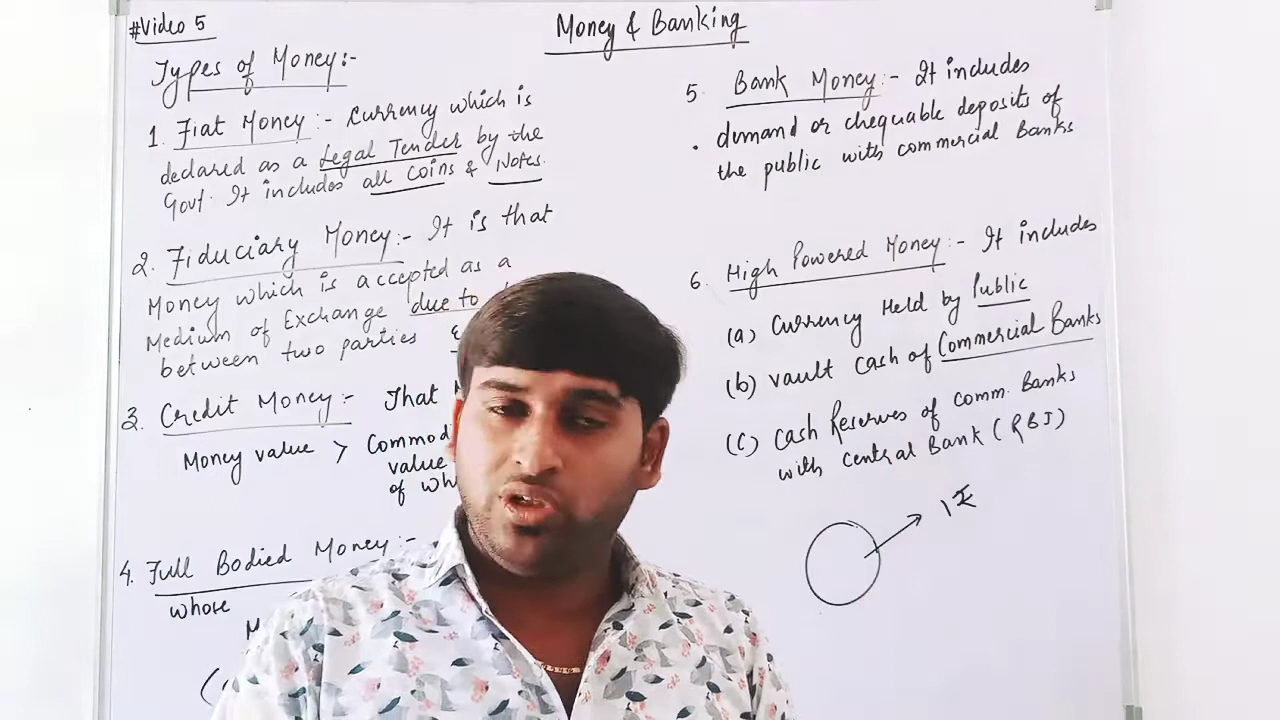 #Video 5
Money & Banking
Types of Money:-
1. Fiat Money:- Currency which is
declared as a Legal Tender by the
Govt. It includes all coins & Notes.
2. Fiduciary Money:- It is that
Money which is accepted as a
Medium of Exchange due to
between two parties
3. Credit Money:- That
Money value > Commod
value
of wh
4. Full Bodied Money:-
whose
M
5. Bank Money:- It includes
demand or chequable deposits of
the public with commercial Banks
6. High Powered Money:- It includes
(a) Currency Held by Public
(b) vault cash of Commercial Banks
(c) Cash Reserves of comm. Banks
with central Bank (RBI)
1₹